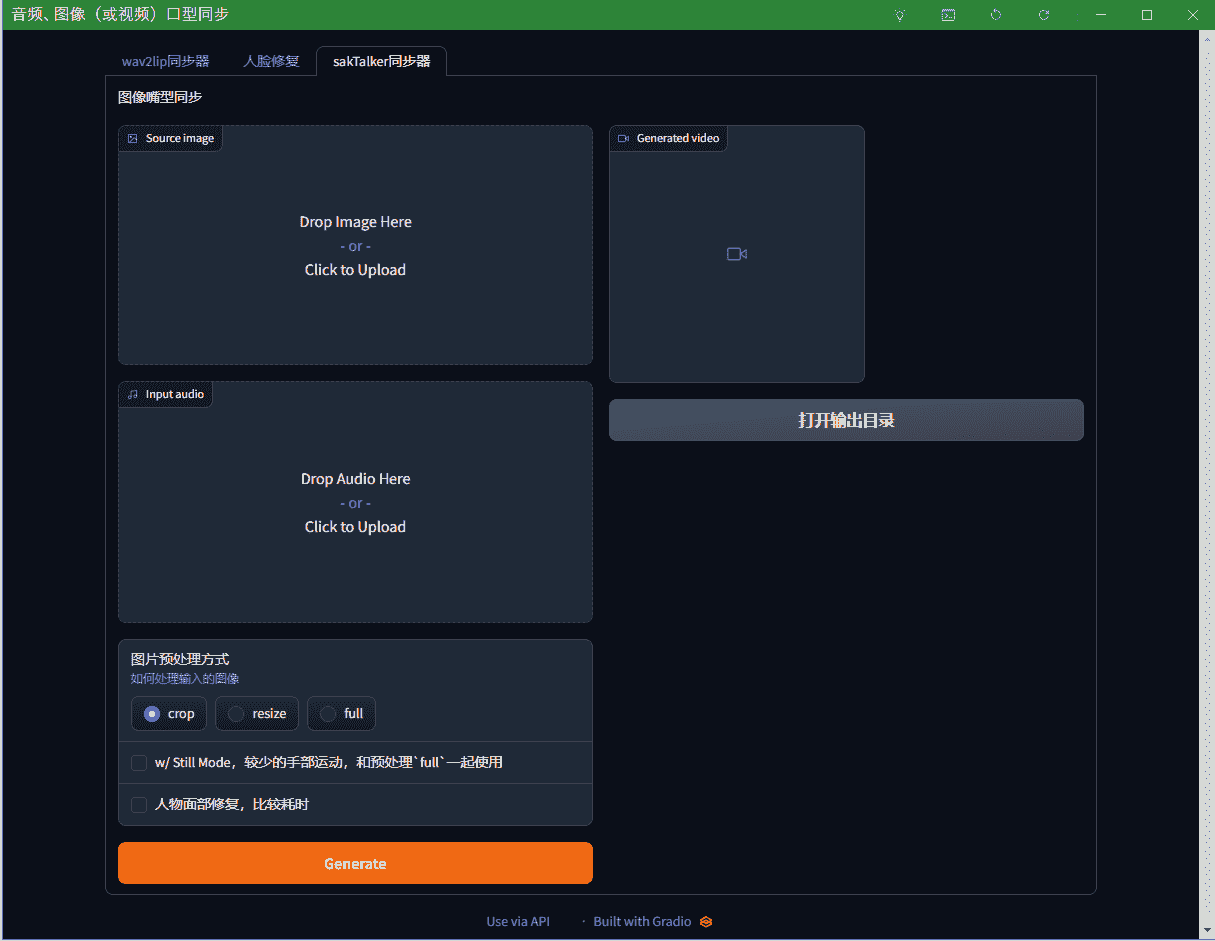 音频、图像（或视频）口型同步
wav2lip同步器
人脸修复
sakTalker同步器
图像嘴型同步
Source image
Drop Image Here
- or -
Click to Upload
Generated video
打开输出目录
Input audio
Drop Audio Here
- or -
Click to Upload
图片预处理方式
如何处理输入的图像
crop
resize
full
w/ Still Mode，较少的手部运动，和预处理`full`一起使用
人物面部修复，比较耗时
Generate
Use via API · Built with Gradio